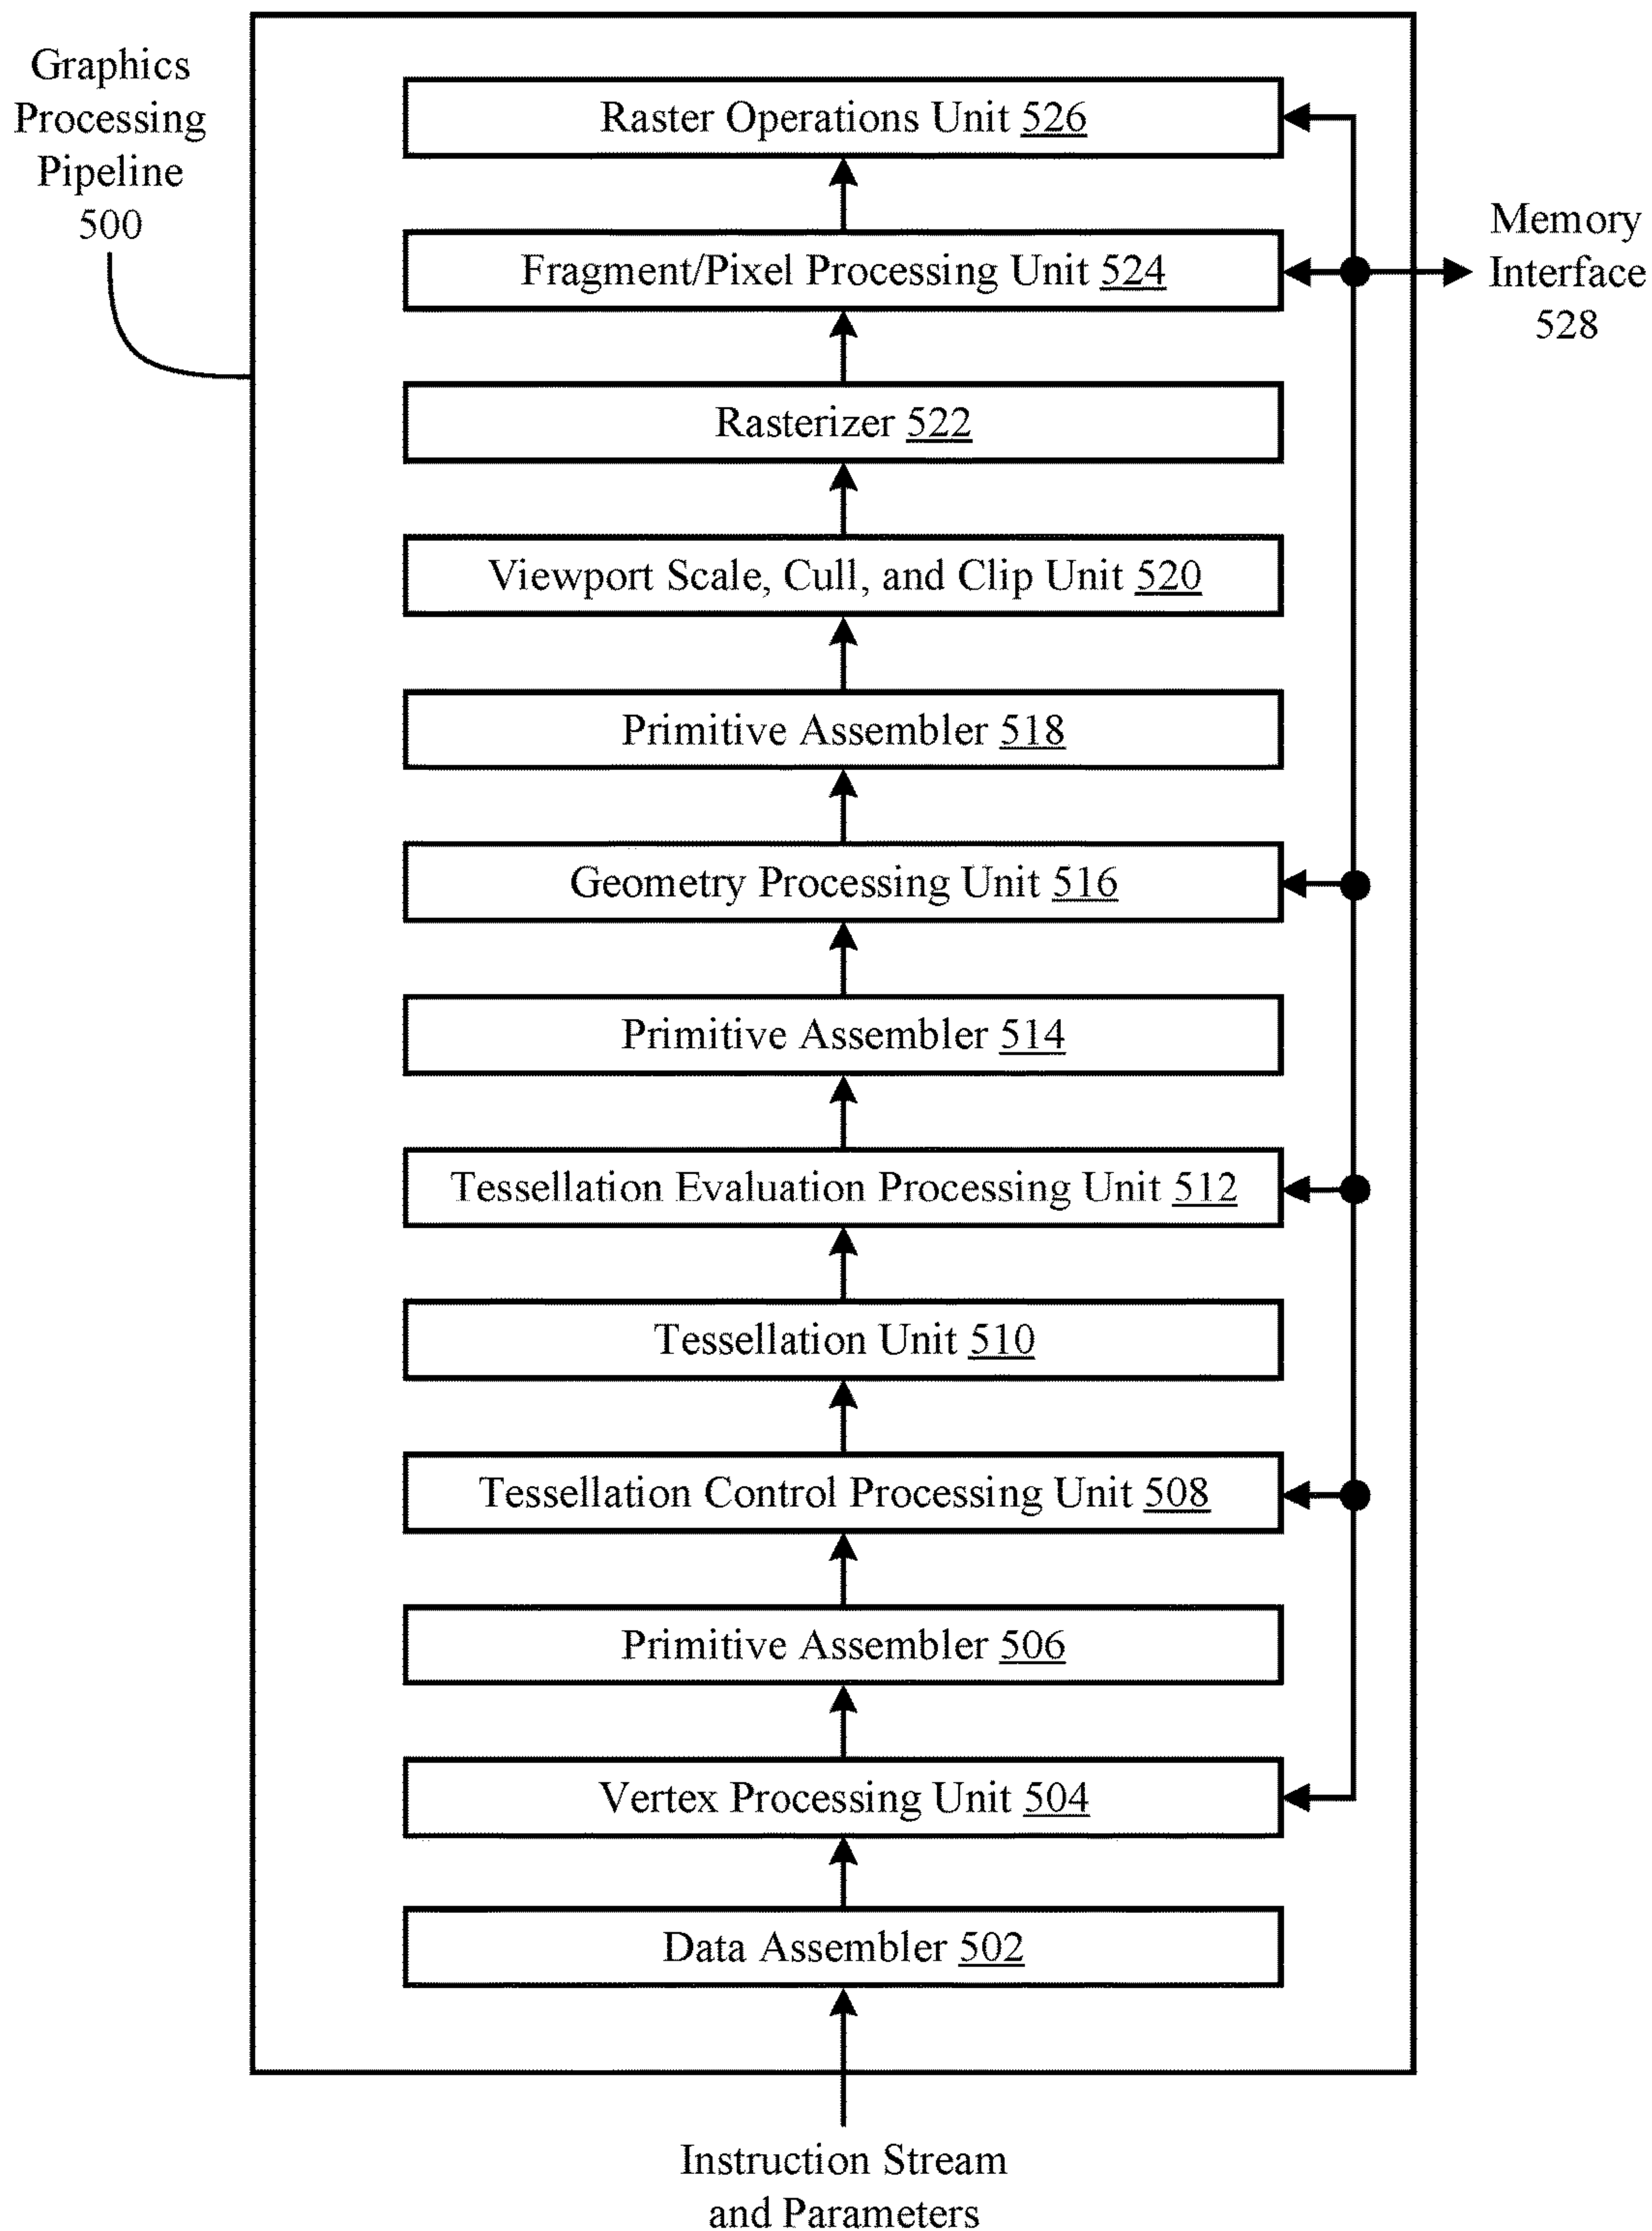 Graphics
Processing
Pipeline
500
Raster Operations Unit 526
Fragment/Pixel Processing Unit 524
Memory
Interface
528
Rasterizer 522
Viewport Scale, Cull, and Clip Unit 520
Primitive Assembler 518
Geometry Processing Unit 516
Primitive Assembler 514
Tessellation Evaluation Processing Unit 512
Tessellation Unit 510
Tessellation Control Processing Unit 508
Primitive Assembler 506
Vertex Processing Unit 504
Data Assembler 502
Instruction Stream
and Parameters